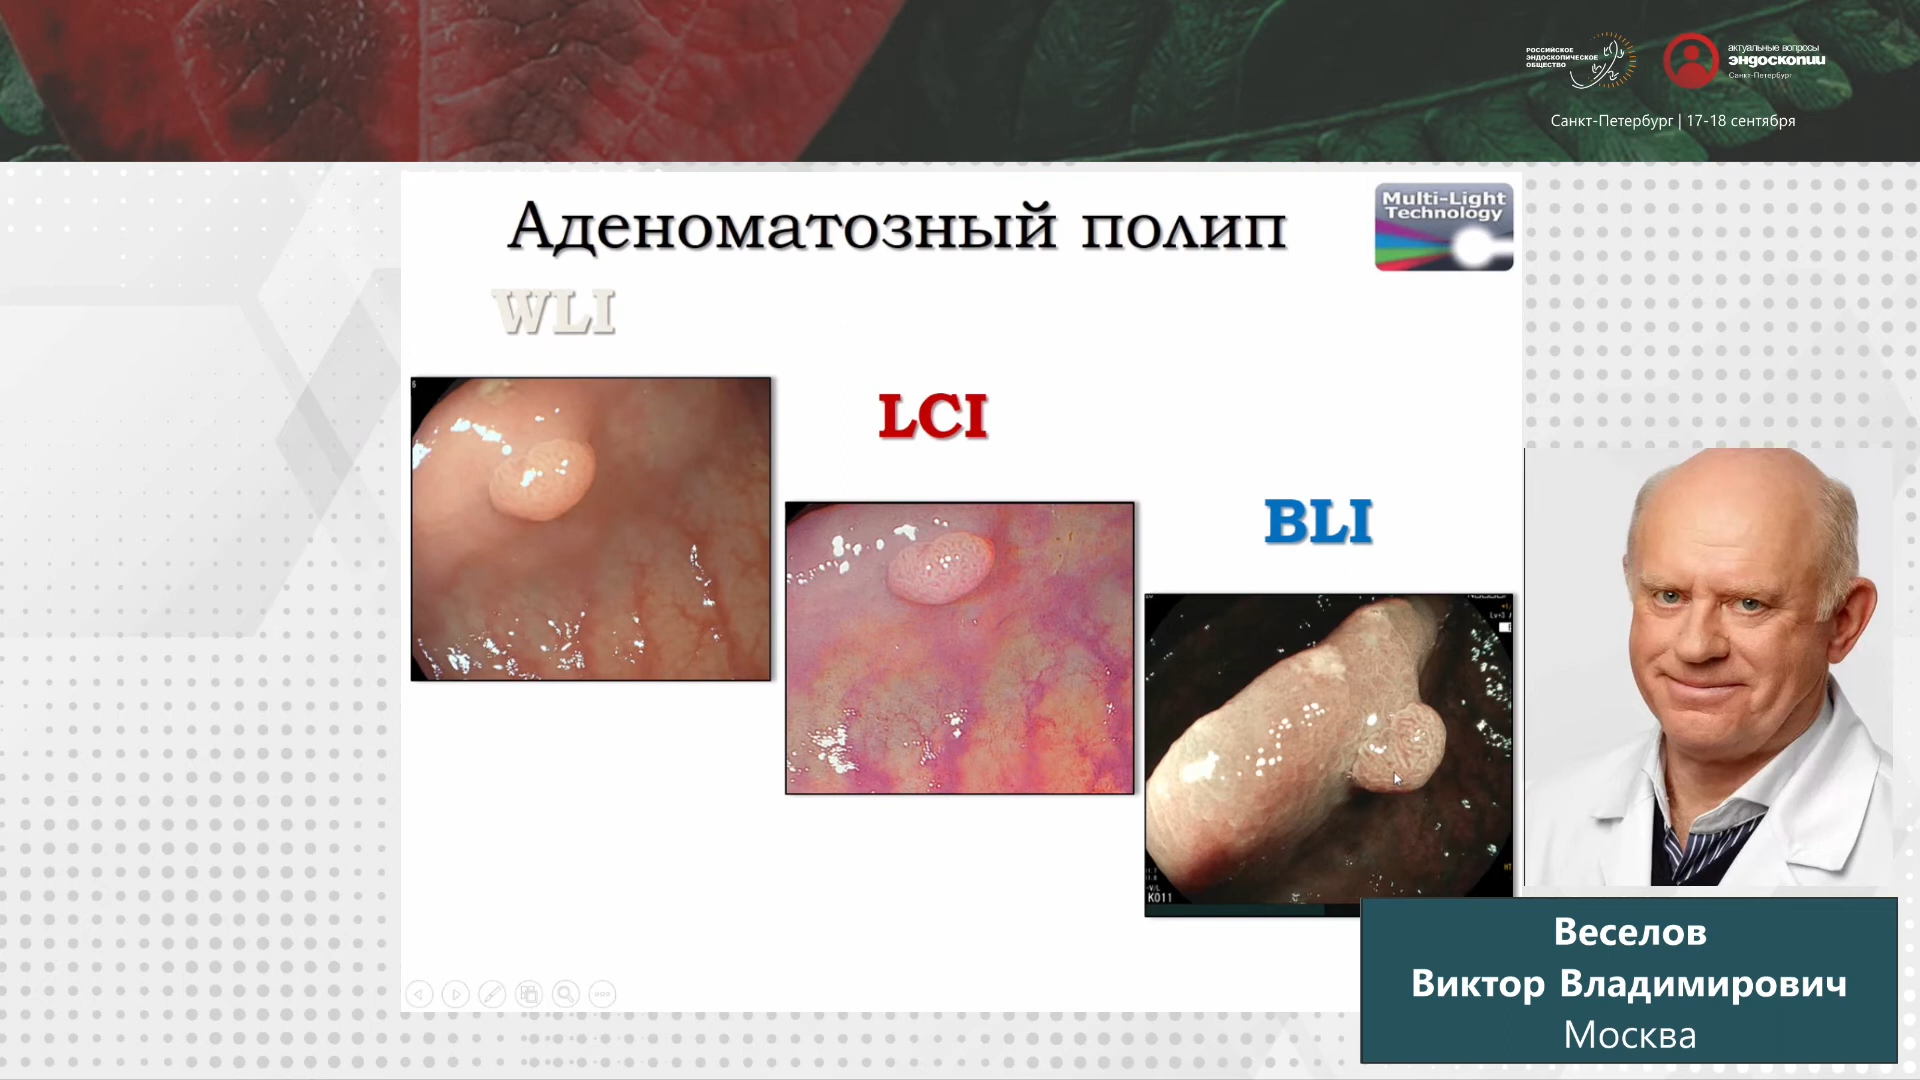 РОССИЙСКОЕ
ЭНДОСКОПИЧЕСКОЕ
ОБЩЕСТВО
актуальные вопросы
эндоскопии
Санкт-Петербург
Санкт-Петербург | 17-18 сентября
Аденоматозный полип
Multi-Light
Technology
WLI
LCI
BLI
K011
Веселов
Виктор Владимирович
Москва